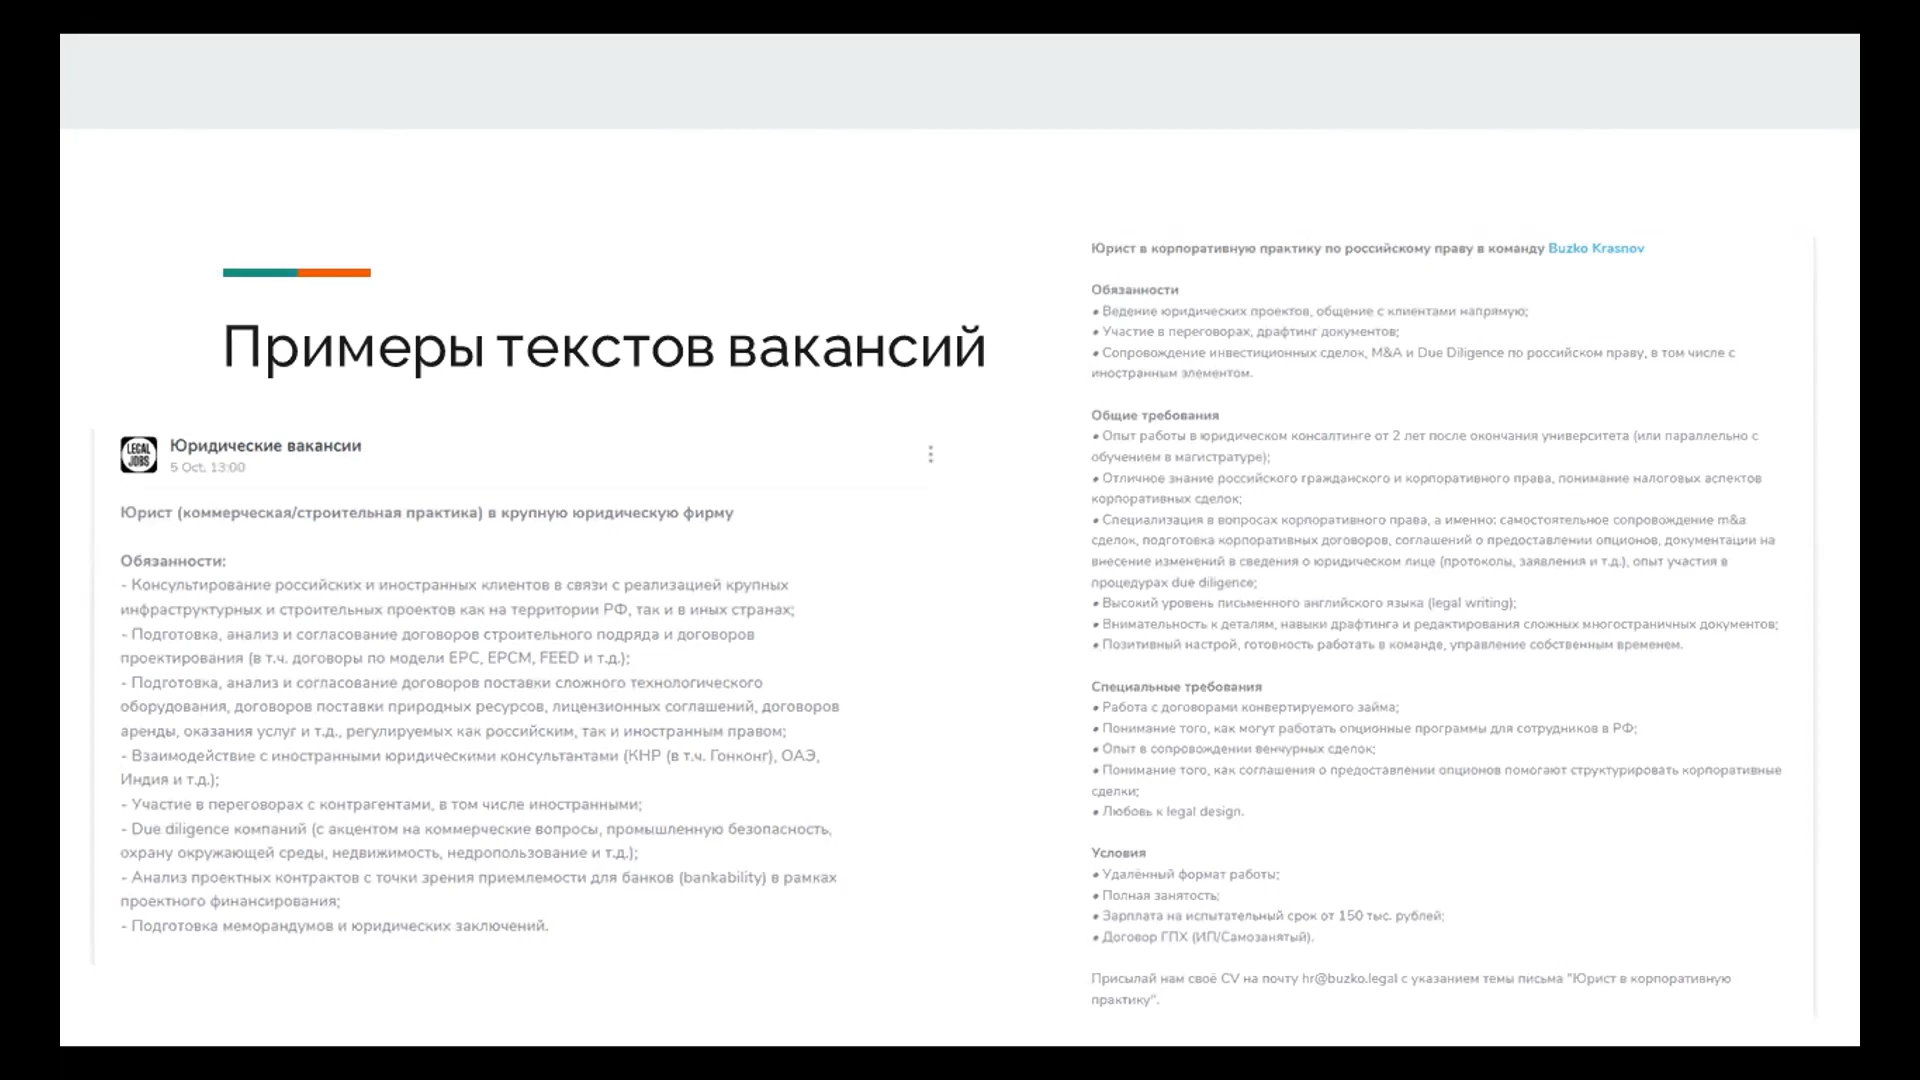 Примеры текстов вакансий
LEGAL
JOBS
Юридические вакансии
5 Oct. 13:00
Юрист (коммерческая/строительная практика) в крупную юридическую фирму
Обязанности:
- Консультирование российских и иностранных клиентов в связи с реализацией крупных
инфраструктурных и строительных проектов как на территории РФ, так и в иных странах;
- Подготовка, анализ и согласование договоров строительного подряда и договоров
проектирования (в т.ч. договоры по модели EPC, EPCM, FEED и т.д.);
- Подготовка, анализ и согласование договоров поставки сложного технологического
оборудования, договоров поставки природных ресурсов, лицензионных соглашений, договоров
аренды, оказания услуг и т.д., регулируемых как российским, так и иностранным правом;
- Взаимодействие с иностранными юридическими консультантами (КНР (в т.ч. Гонконг), ОАЭ,
Индия и т.д.);
- Участие в переговорах с контрагентами, в том числе иностранными;
- Due diligence компаний (с акцентом на коммерческие вопросы, промышленную безопасность,
охрану окружающей среды, недвижимость, недропользование и т.д.);
- Анализ проектных контрактов с точки зрения приемлемости для банков (bankability) в рамках
проектного финансирования;
- Подготовка меморандумов и юридических заключений.
Юрист в корпоративную практику по российскому праву в команду Buzko Krasnov
Обязанности
• Ведение юридических проектов, общение с клиентами напрямую;
• Участие в переговорах, драфтинг документов;
• Сопровождение инвестиционных сделок, M&A и Due Diligence по российском праву, в том числе с
иностранным элементом.
Общие требования
• Опыт работы в юридическом консалтинге от 2 лет после окончания университета (или параллельно с
обучением в магистратуре);
• Отличное знание российского гражданского и корпоративного права, понимание налоговых аспектов
корпоративных сделок;
• Специализация в вопросах корпоративного права, а именно: самостоятельное сопровождение m&a
сделок, подготовка корпоративных договоров, соглашений о предоставлении опционов, документации на
внесение изменений в сведения о юридическом лице (протоколы, заявления и т.д.), опыт участия в
процедурах due diligence;
• Высокий уровень письменного английского языка (legal writing);
• Внимательность к деталям, навыки драфтинга и редактирования сложных многостраничных документов;
• Позитивный настрой, готовность работать в команде, управление собственным временем.
Специальные требования
• Работа с договорами конвертируемого займа;
• Понимание того, как могут работать опционные программы для сотрудников в РФ;
• Опыт в сопровождении венчурных сделок;
• Понимание того, как соглашения о предоставлении опционов помогают структурировать корпоративные
сделки;
• Любовь к legal design.
Условия
• Удалённый формат работы;
• Полная занятость;
• Зарплата на испытательный срок от 150 тыс. рублей;
• Договор ГПХ (ИП/Самозанятый).
Присылай нам своё CV на почту hr@buzko.legal с указанием темы письма "Юрист в корпоративную
практику".